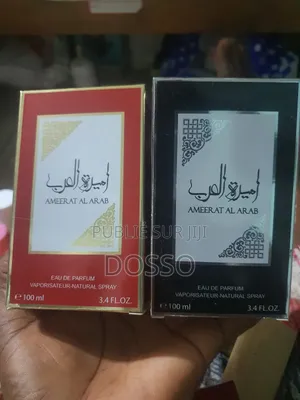 أميرة العرب
AMEERAT AL ARAB
EAU DE PARFUM
VAPORISATEUR-NATURAL SPRAY
℮ 100 ml 3.4 FL.OZ.
أميرة العرب
AMEERAT AL ARAB
EAU DE PARFUM
VAPORISATEUR-NATURAL SPRAY
℮ 100 ml 3.4 FL.OZ.
PUBLIÉ SUR JIJI
DOSSO